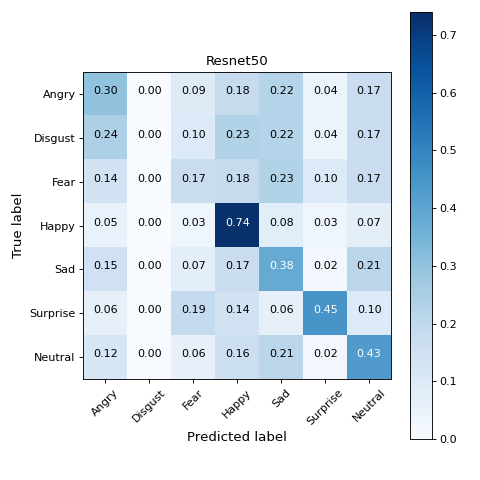 Resnet50
Angry 0.30 0.00 0.09 0.18 0.22 0.04 0.17
Disgust 0.24 0.00 0.10 0.23 0.22 0.04 0.17
Fear 0.14 0.00 0.17 0.18 0.23 0.10 0.17
Happy 0.05 0.00 0.03 0.74 0.08 0.03 0.07
Sad 0.15 0.00 0.07 0.17 0.38 0.02 0.21
Surprise 0.06 0.00 0.19 0.14 0.06 0.45 0.10
Neutral 0.12 0.00 0.06 0.16 0.21 0.02 0.43
True label
Angry Disgust Fear Happy Sad Surprise Neutral
Predicted label
0.7
0.6
0.5
0.4
0.3
0.2
0.1
0.0